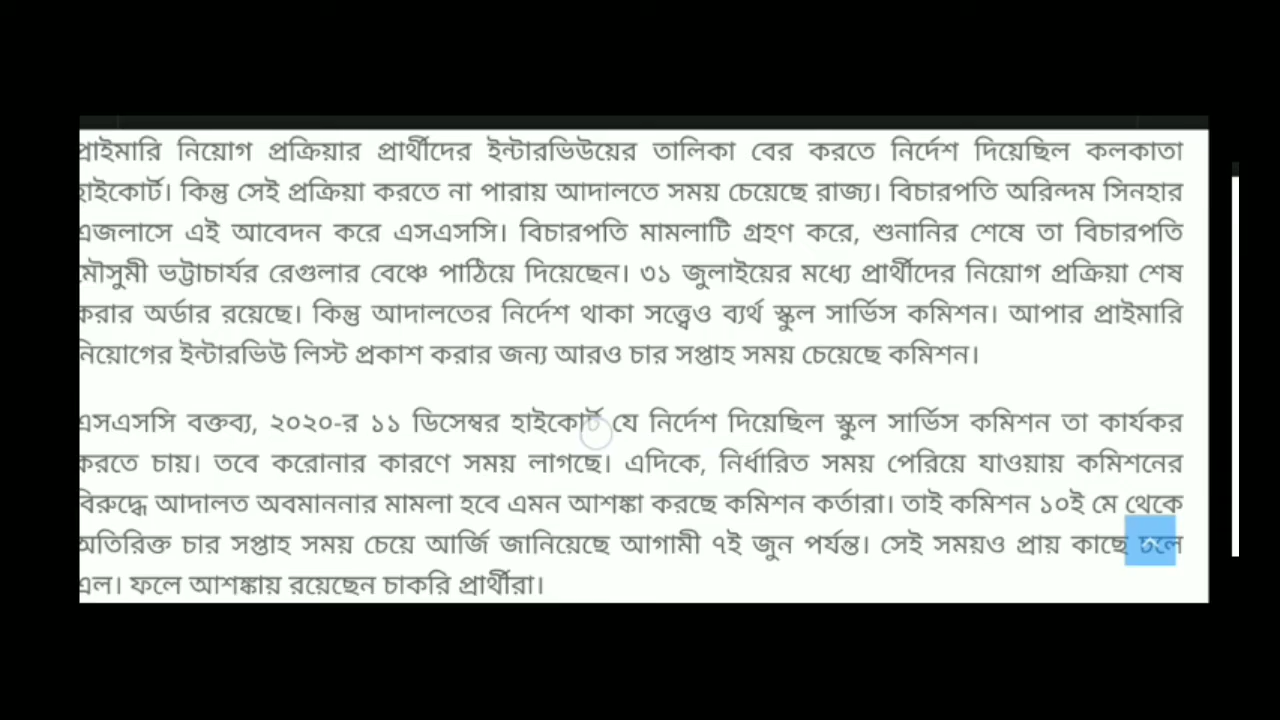 প্রাইমারি নিয়োগ প্রক্রিয়ার প্রার্থীদের ইন্টারভিউয়ের তালিকা বের করতে নির্দেশ দিয়েছিল কলকাতা
হাইকোর্ট। কিন্তু সেই প্রক্রিয়া করতে না পারায় আদালতে সময় চেয়েছে রাজ্য। বিচারপতি অরিন্দম সিনহার
এজলাসে এই আবেদন করে এসএসসি। বিচারপতি মামলাটি গ্রহণ করে, শুনানির শেষে তা বিচারপতি
মৌসুমী ভট্টাচার্যর রেগুলার বেঞ্চে পাঠিয়ে দিয়েছেন। ৩১ জুলাইয়ের মধ্যে প্রার্থীদের নিয়োগ প্রক্রিয়া শেষ
করার অর্ডার রয়েছে। কিন্তু আদালতের নির্দেশ থাকা সত্ত্বেও ব্যর্থ স্কুল সার্ভিস কমিশন। আপার প্রাইমারি
নিয়োগের ইন্টারভিউ লিস্ট প্রকাশ করার জন্য আরও চার সপ্তাহ সময় চেয়েছে কমিশন।
এসএসসি বক্তব্য, ২০২০-র ১১ ডিসেম্বর হাইকোর্ট যে নির্দেশ দিয়েছিল স্কুল সার্ভিস কমিশন তা কার্যকর
করতে চায়। তবে করোনার কারণে সময় লাগছে। এদিকে, নির্ধারিত সময় পেরিয়ে যাওয়ায় কমিশনের
বিরুদ্ধে আদালত অবমাননার মামলা হবে এমন আশঙ্কা করছে কমিশন কর্তারা। তাই কমিশন ১০ই মে থেকে
অতিরিক্ত চার সপ্তাহ সময় চেয়ে আর্জি জানিয়েছে আগামী ৭ই জুন পর্যন্ত। সেই সময়ও প্রায় কাছে চলে
এল। ফলে আশঙ্কায় রয়েছেন চাকরি প্রার্থীরা।